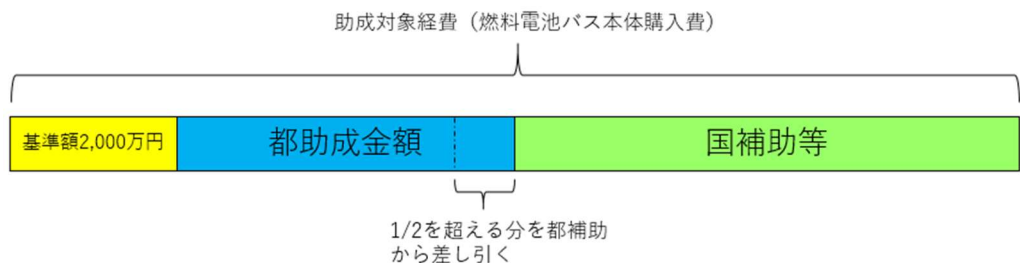 助成対象経費（燃料電池バス本体購入費）
基準額2,000万円
都助成金額
国補助等
1/2を超える分を都補助
から差し引く